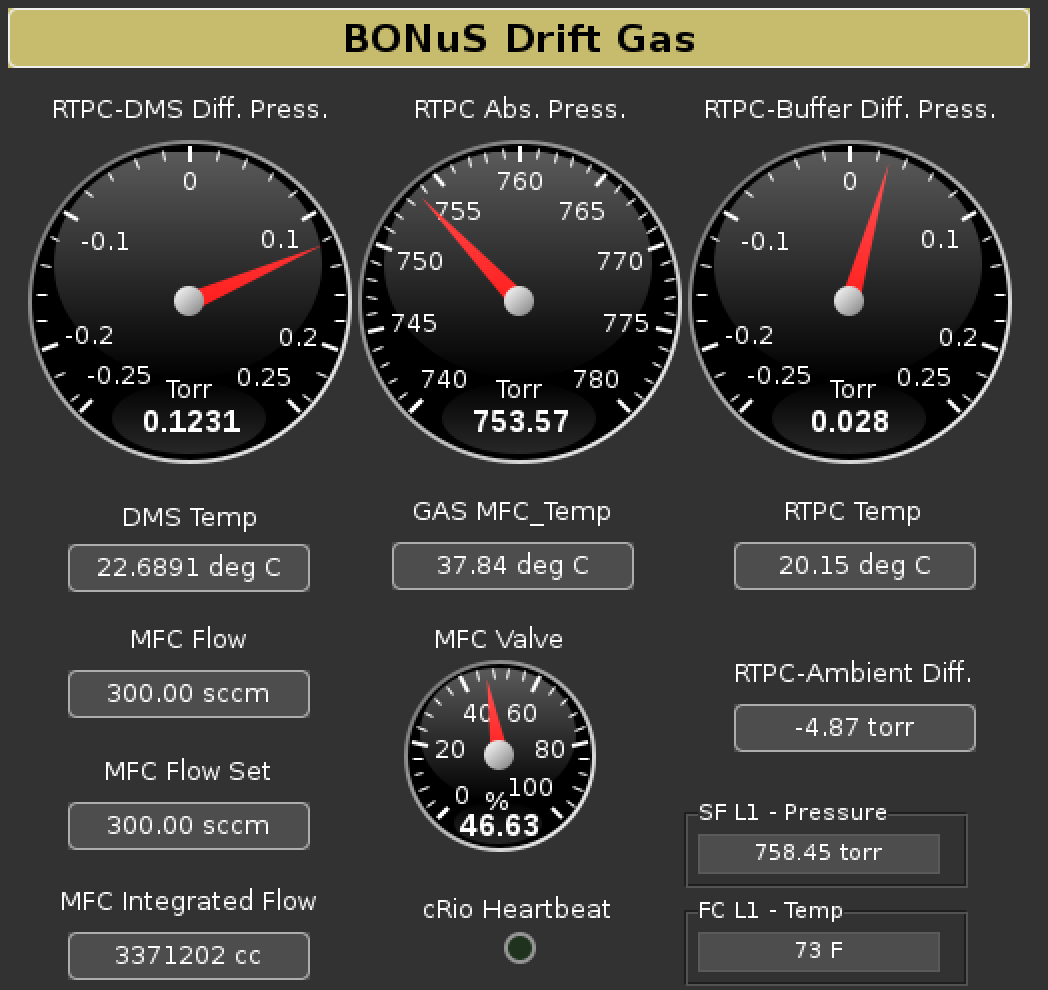 BONuS Drift Gas
RTPC-DMS Diff. Press.
0
-0.1
0.1
-0.2
0.2
-0.25
0.25
Torr
0.1231
RTPC Abs. Press.
760
755
765
750
770
745
775
740
780
Torr
753.57
RTPC-Buffer Diff. Press.
0
-0.1
0.1
-0.2
0.2
-0.25
0.25
Torr
0.028
DMS Temp
22.6891 deg C
GAS MFC_Temp
37.84 deg C
RTPC Temp
20.15 deg C
MFC Flow
300.00 sccm
MFC Valve
40 60
20
80
0
100
%
46.63
RTPC-Ambient Diff.
-4.87 torr
MFC Flow Set
300.00 sccm
SF L1 - Pressure
758.45 torr
MFC Integrated Flow
3371202 cc
cRio Heartbeat
FC L1 - Temp
73 F